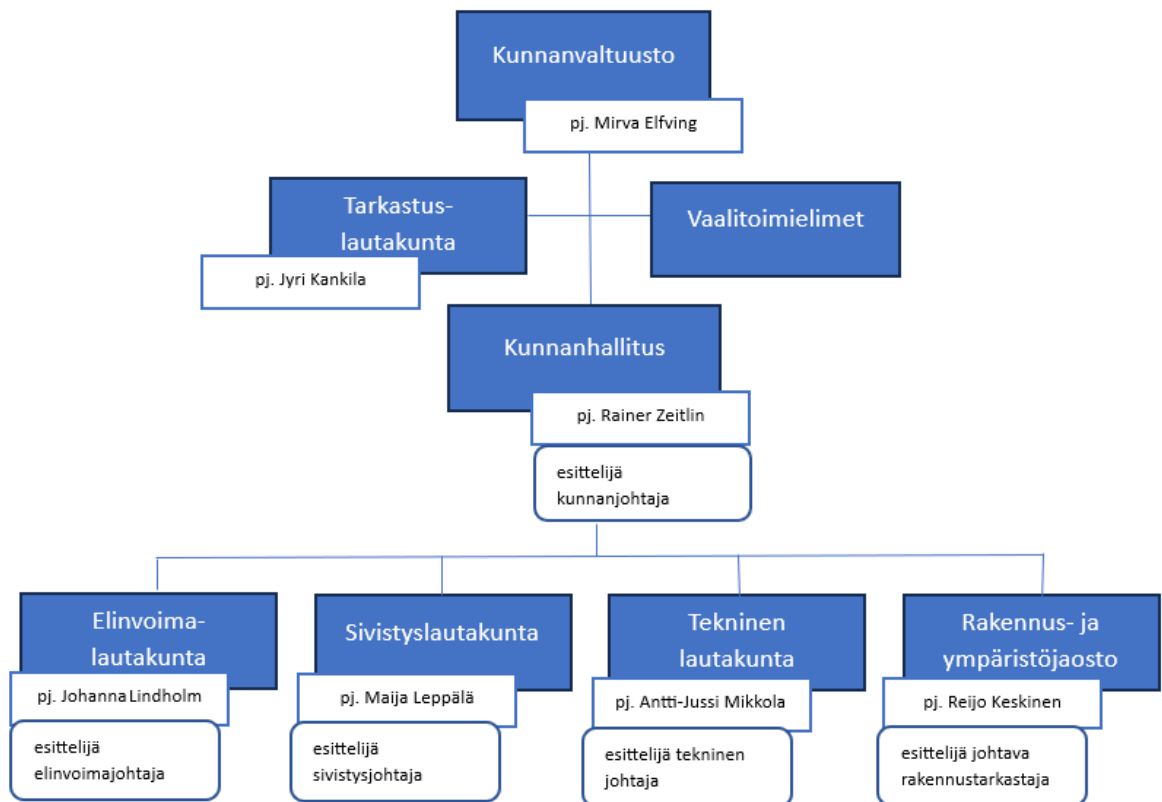 Kunnanvaltuusto
pj. Mirva Elfving
Tarkastus-
lautakunta
pj. Jyri Kankila
Vaalitoimielimet
Kunnanhallitus
pj. Rainer Zeitlin
esittelijä
kunnanjohtaja
Elinvoima-
lautakunta
pj. Johanna Lindholm
esittelijä
elinvoimajohtaja
Sivistyslautakunta
pj. Maija Leppälä
esittelijä
sivistysjohtaja
Tekninen
lautakunta
pj. Antti-Jussi Mikkola
esittelijä tekninen
johtaja
Rakennus- ja
ympäristöjaosto
pj. Reijo Keskinen
esittelijä johtava
rakennustarkastaja